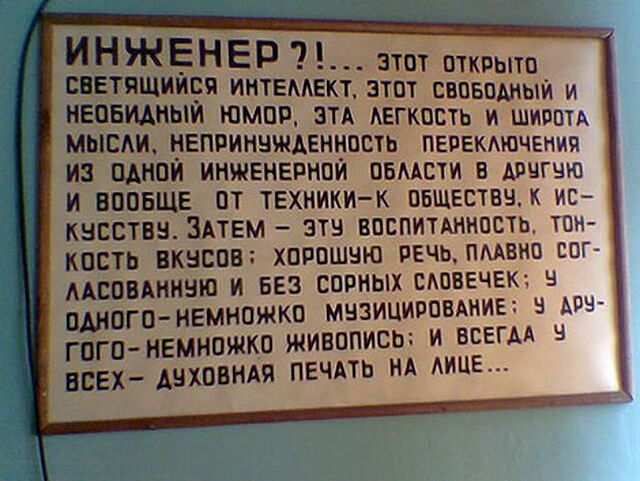 ИНЖЕНЕР?!... ЭТОТ ОТКРЫТО
СВЕТЯЩИЙСЯ ИНТЕЛЛЕКТ, ЭТОТ СВОБОДНЫЙ И
НЕОБИДНЫЙ ЮМОР, ЭТА ЛЕГКОСТЬ И ШИРОТА
МЫСЛИ, НЕПРИНУЖДЕННОСТЬ ПЕРЕКЛЮЧЕНИЯ
ИЗ ОДНОЙ ИНЖЕНЕРНОЙ ОБЛАСТИ В ДРУГУЮ
И ВООБЩЕ ОТ ТЕХНИКИ-К ОБЩЕСТВУ, К ИС-
КУССТВУ. ЗАТЕМ - ЭТУ ВОСПИТАННОСТЬ, ТОН-
КОСТЬ ВКУСОВ; ХОРОШУЮ РЕЧЬ, ПЛАВНО СОГ-
ЛАСОВАННУЮ И БЕЗ СОРНЫХ СЛОВЕЧЕК; У
ОДНОГО-НЕМНОЖКО МУЗИЦИРОВАНИЕ; У ДРУ-
ГОГО-НЕМНОЖКО ЖИВОПИСЬ; И ВСЕГДА У
ВСЕХ- ДУХОВНАЯ ПЕЧАТЬ НА ЛИЦЕ...